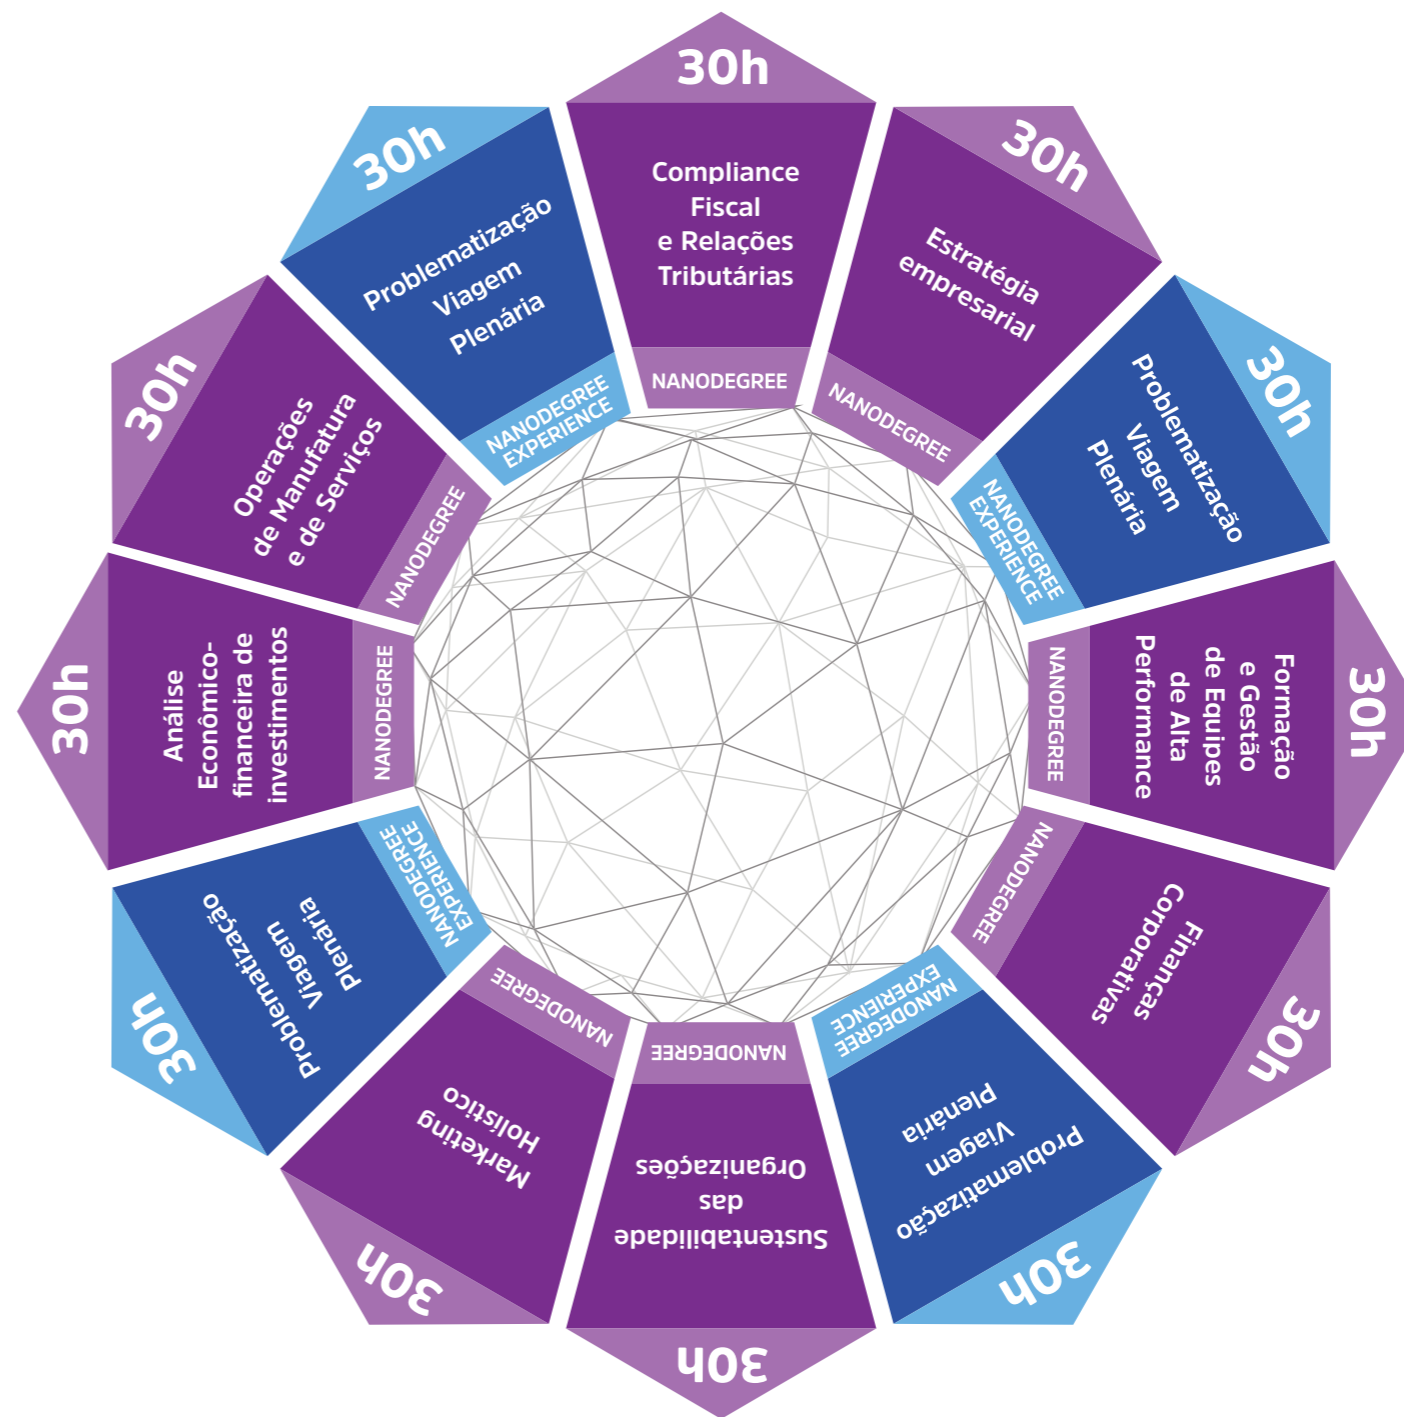 30h
Compliance
Fiscal
e Relações
Tributárias
NANODEGREE
30h
Estratégia
empresarial
NANODEGREE
30h
Problematização
Viagem
Plenária
NANODEGREE
EXPERIENCE
30h
Formação
e Gestão
de Equipes
de Alta
Performance
NANODEGREE
30h
Finanças
Corporativas
NANODEGREE
30h
Problematização
Viagem
Plenária
NANODEGREE
EXPERIENCE
30h
Sustentabilidade
das
Organizações
NANODEGREE
30h
Marketing
Holístico
NANODEGREE
30h
Problematização
Viagem
Plenária
NANODEGREE
EXPERIENCE
30h
Análise
Econômico-
financeira de
investimentos
NANODEGREE
30h
Operações
de Manufatura
e de Serviços
NANODEGREE
30h
Problematização
Viagem
Plenária
NANODEGREE
EXPERIENCE